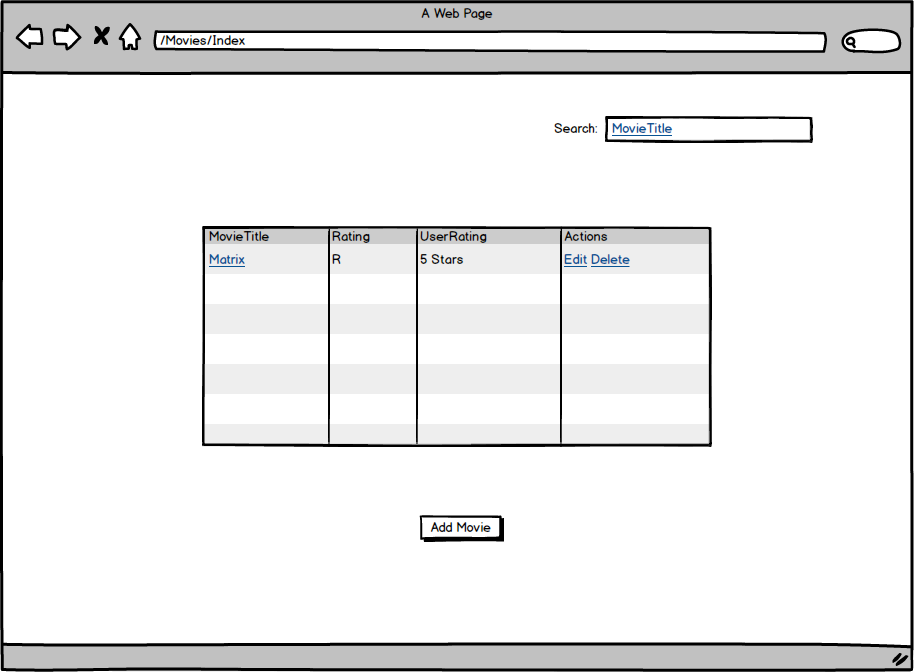 A Web Page
/Movies/Index
Search: MovieTitle
MovieTitle Rating UserRating Actions
Matrix R 5 Stars Edit Delete
Add Movie